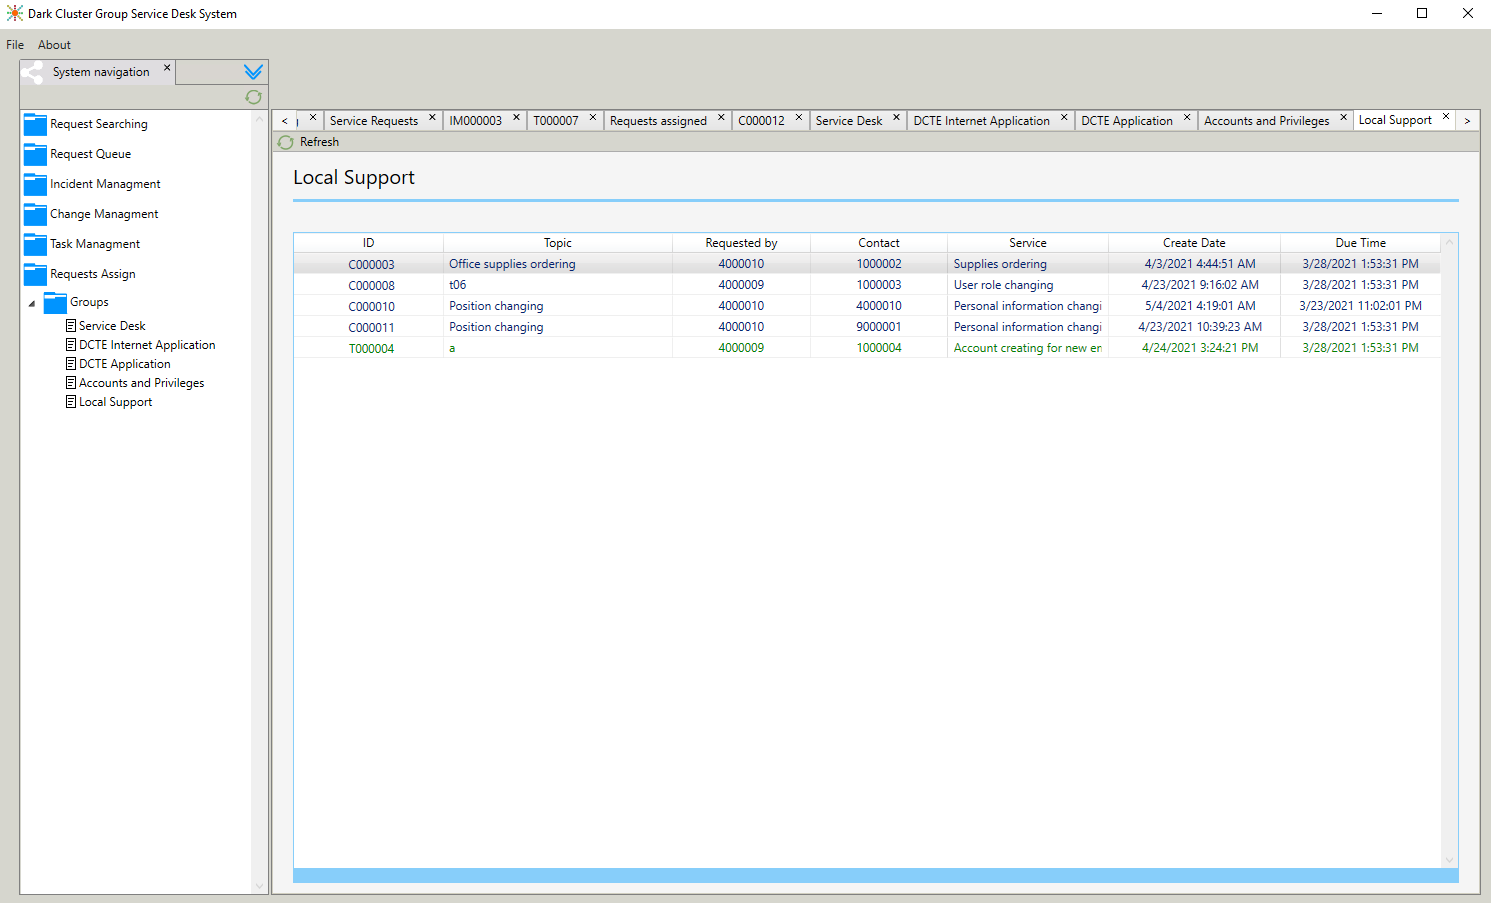 Dark Cluster Group Service Desk System
File About
System navigation
Request Searching
Request Queue
Incident Managment
Change Managment
Task Managment
Requests Assign
Groups
Service Desk
DCTE Internet Application
DCTE Application
Accounts and Privileges
Local Support
< Service Requests IM000003 T000007 Requests assigned C000012 Service Desk DCTE Internet Application DCTE Application Accounts and Privileges Local Support >
Refresh
Local Support
ID Topic Requested by Contact Service Create Date Due Time
C000003 Office supplies ordering 4000010 1000002 Supplies ordering 4/3/2021 4:44:51 AM 3/28/2021 1:53:31 PM
C000008 t06 4000009 1000003 User role changing 4/23/2021 9:16:02 AM 3/28/2021 1:53:31 PM
C000010 Position changing 4000010 4000010 Personal information changi 5/4/2021 4:19:01 AM 3/23/2021 11:02:01 PM
C000011 Position changing 4000010 9000001 Personal information changi 4/23/2021 10:39:23 AM 3/28/2021 1:53:31 PM
T000004 a 4000009 1000004 Account creating for new en 4/24/2021 3:24:21 PM 3/28/2021 1:53:31 PM